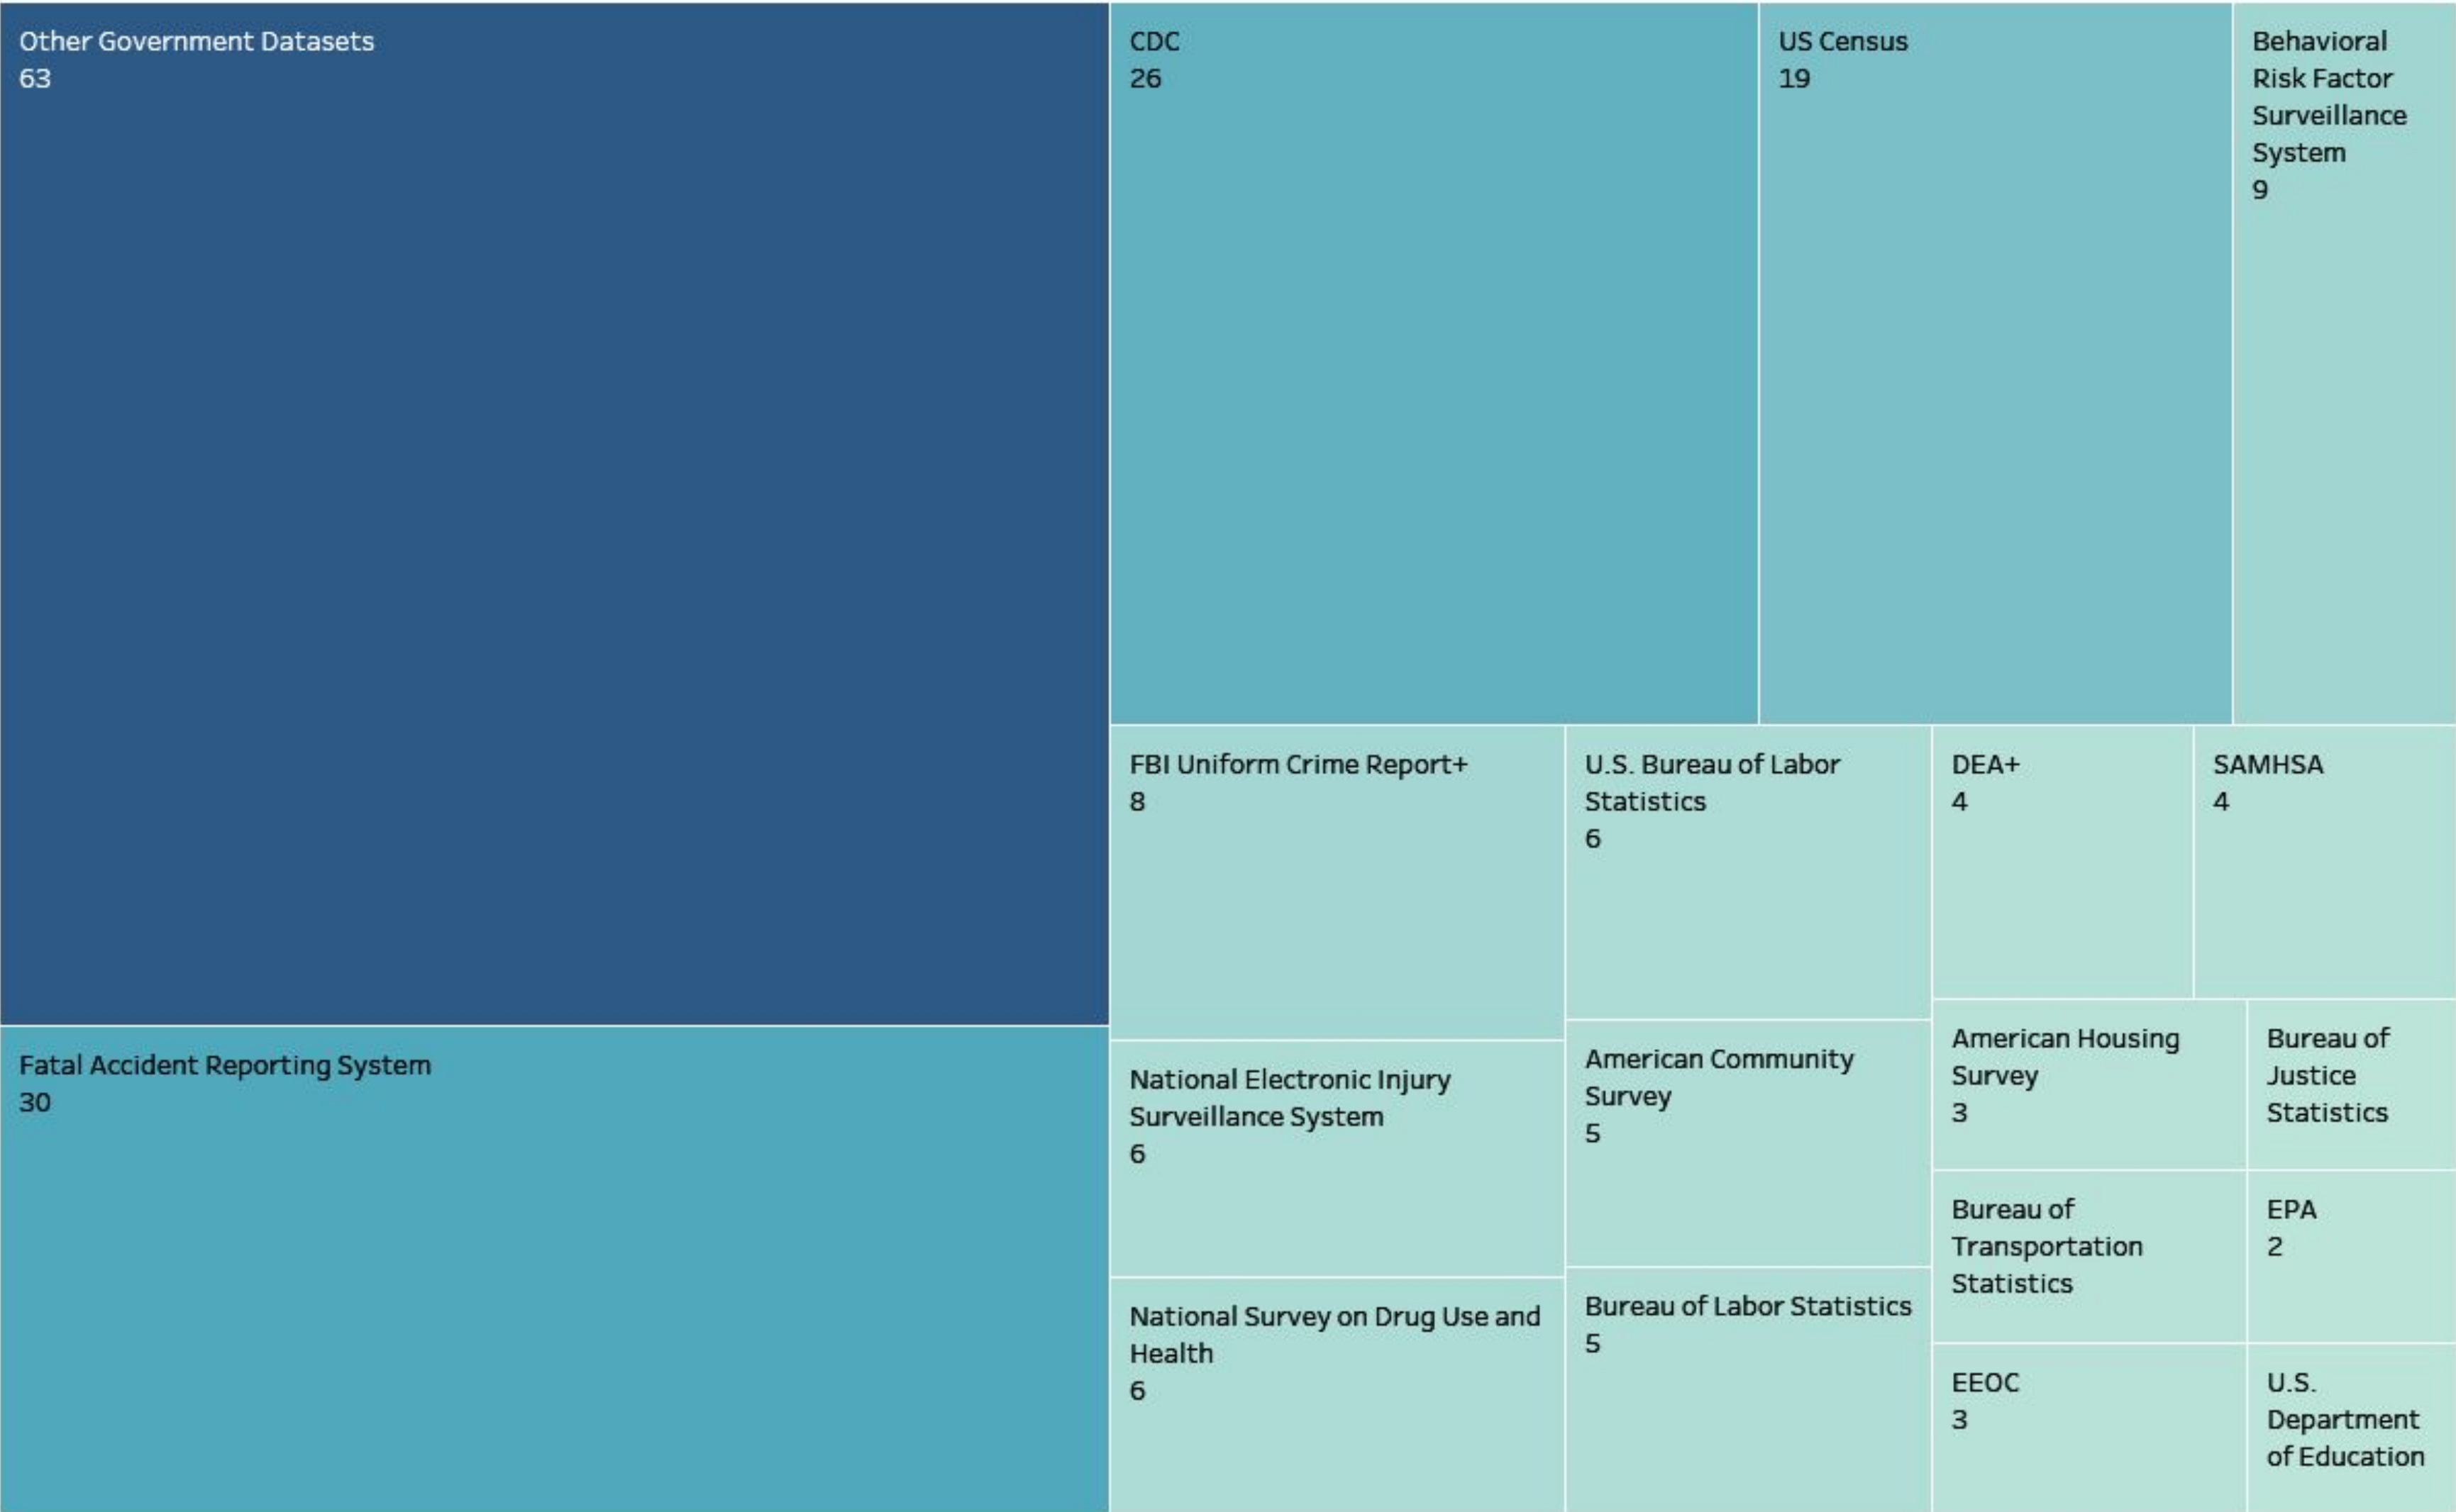 Other Government Datasets
63
Fatal Accident Reporting System
30
CDC
26
US Census
19
Behavioral
Risk Factor
Surveillance
System
9
FBI Uniform Crime Report+
8
National Electronic Injury
Surveillance System
6
National Survey on Drug Use and
Health
6
U.S. Bureau of Labor
Statistics
6
American Community
Survey
5
Bureau of Labor Statistics
5
DEA+
4
SAMHSA
4
American Housing
Survey
3
Bureau of
Justice
Statistics
Bureau of
Transportation
Statistics
EPA
2
EEOC
3
U.S.
Department
of Education